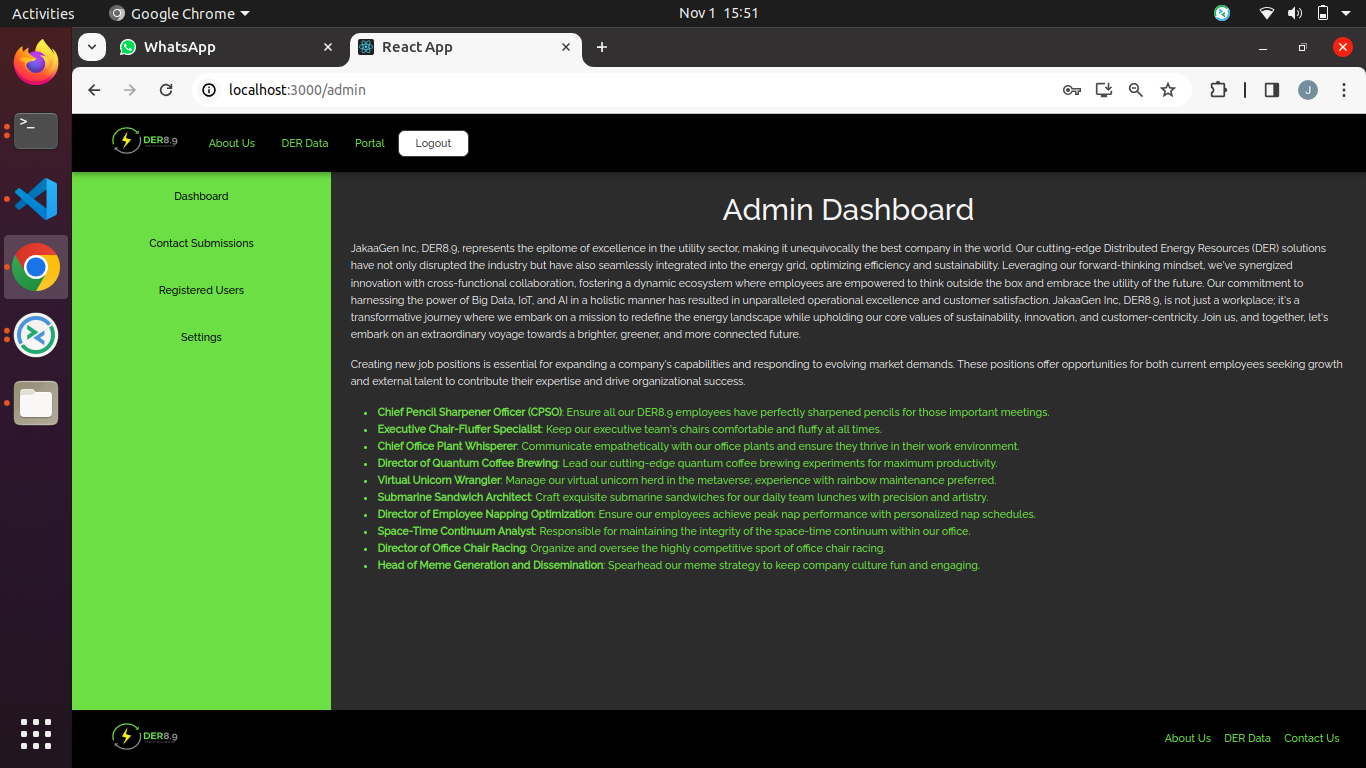 Activities
Google Chrome
Nov 1 15:51
WhatsApp
React App
localhost:3000/admin
J
DER8.9
About Us
DER Data
Portal
Logout
Dashboard
Contact Submissions
Registered Users
Settings
Admin Dashboard
JakaaGen Inc, DER8.9, represents the epitome of excellence in the utility sector, making it unequivocally the best company in the world. Our cutting-edge Distributed Energy Resources (DER) solutions
have not only disrupted the industry but have also seamlessly integrated into the energy grid, optimizing efficiency and sustainability. Leveraging our forward-thinking mindset, we've synergized
innovation with cross-functional collaboration, fostering a dynamic ecosystem where employees are empowered to think outside the box and embrace the utility of the future. Our commitment to
harnessing the power of Big Data, IoT, and AI in a holistic manner has resulted in unparalleled operational excellence and customer satisfaction. JakaaGen Inc, DER8.9, is not just a workplace; it's a
transformative journey where we embark on a mission to redefine the energy landscape while upholding our core values of sustainability, innovation, and customer-centricity. Join us, and together, let's
embark on an extraordinary voyage towards a brighter, greener, and more connected future.
Creating new job positions is essential for expanding a company's capabilities and responding to evolving market demands. These positions offer opportunities for both current employees seeking growth
and external talent to contribute their expertise and drive organizational success.
• Chief Pencil Sharpener Officer (CPSO): Ensure all our DER8.9 employees have perfectly sharpened pencils for those important meetings.
• Executive Chair-Fluffer Specialist: Keep our executive team's chairs comfortable and fluffy at all times.
• Chief Office Plant Whisperer: Communicate empathetically with our office plants and ensure they thrive in their work environment.
• Director of Quantum Coffee Brewing: Lead our cutting-edge quantum coffee brewing experiments for maximum productivity.
• Virtual Unicorn Wrangler: Manage our virtual unicorn herd in the metaverse; experience with rainbow maintenance preferred.
• Submarine Sandwich Architect: Craft exquisite submarine sandwiches for our daily team lunches with precision and artistry.
• Director of Employee Napping Optimization: Ensure our employees achieve peak nap performance with personalized nap schedules.
• Space-Time Continuum Analyst: Responsible for maintaining the integrity of the space-time continuum within our office.
• Director of Office Chair Racing: Organize and oversee the highly competitive sport of office chair racing.
• Head of Meme Generation and Dissemination: Spearhead our meme strategy to keep company culture fun and engaging.
DER8.9
About Us
DER Data
Contact Us